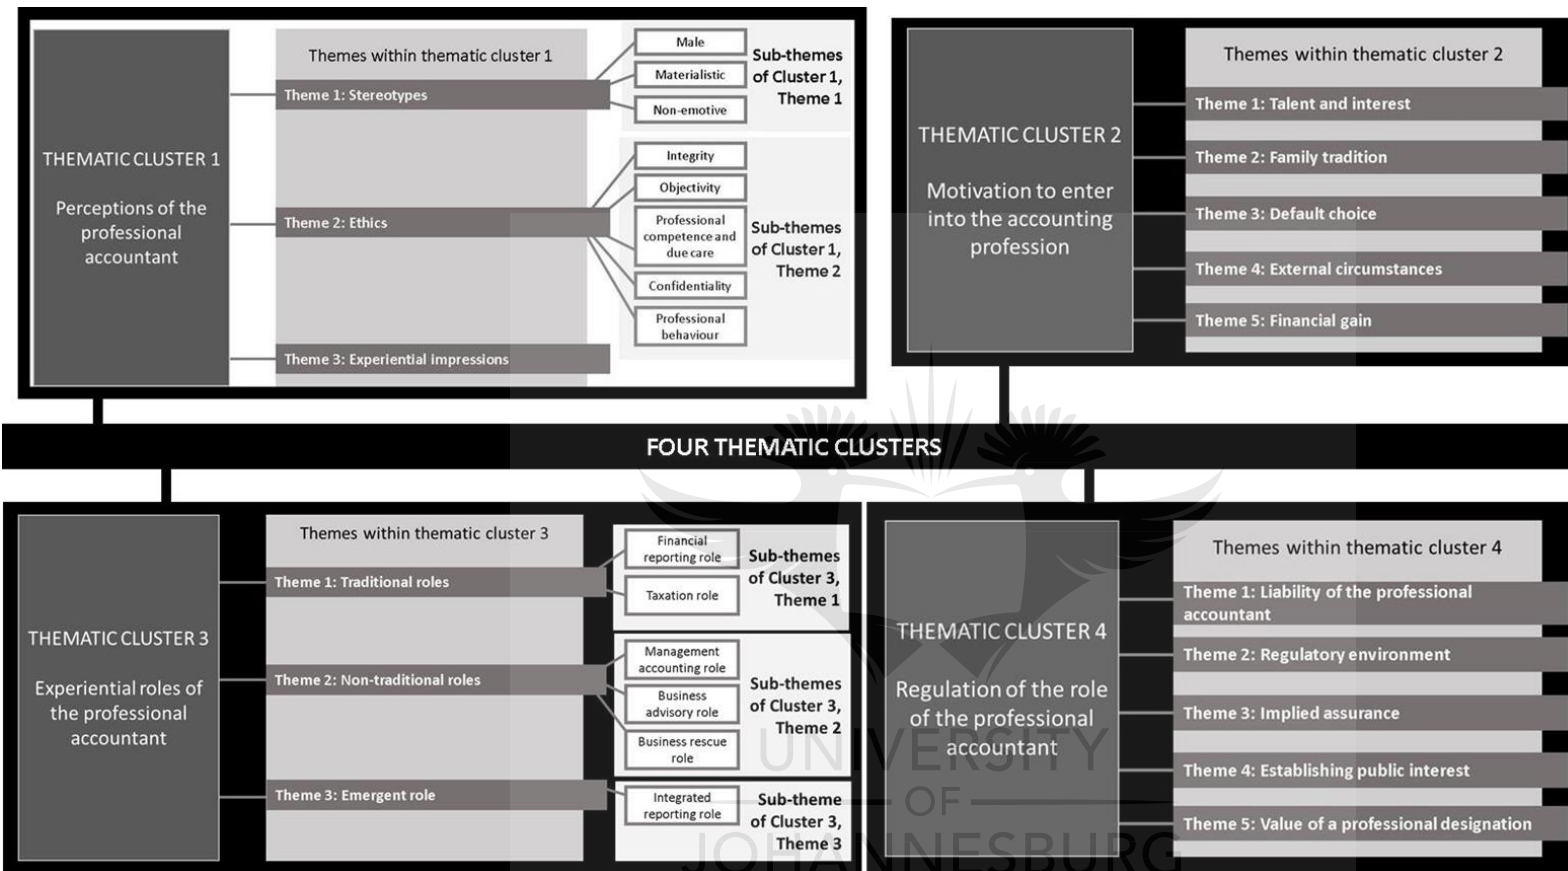 THEMATIC CLUSTER 1
Perceptions of the
professional
accountant
Themes within thematic cluster 1
Theme 1: Stereotypes
Theme 2: Ethics
Theme 3: Experiential impressions
Male
Materialistic
Non-emotive
Sub-themes
of Cluster 1,
Theme 1
Integrity
Objectivity
Professional
competence and
due care
Confidentiality
Professional
behaviour
Sub-themes
of Cluster 1,
Theme 2
THEMATIC CLUSTER 2
Motivation to enter
into the accounting
profession
Themes within thematic cluster 2
Theme 1: Talent and interest
Theme 2: Family tradition
Theme 3: Default choice
Theme 4: External circumstances
Theme 5: Financial gain
FOUR THEMATIC CLUSTERS
THEMATIC CLUSTER 3
Experiential roles of
the professional
accountant
Themes within thematic cluster 3
Theme 1: Traditional roles
Theme 2: Non-traditional roles
Theme 3: Emergent role
Financial
reporting role
Taxation role
Sub-themes
of Cluster 3,
Theme 1
Management
accounting role
Business
advisory role
Business rescue
role
Sub-themes
of Cluster 3,
Theme 2
Integrated
reporting role
Sub-theme
of Cluster 3,
Theme 3
THEMATIC CLUSTER 4
Regulation of the role
of the professional
accountant
Themes within thematic cluster 4
Theme 1: Liability of the professional
accountant
Theme 2: Regulatory environment
Theme 3: Implied assurance
Theme 4: Establishing public interest
Theme 5: Value of a professional designation
UNIVERSITY
OF
JOHANNESBURG